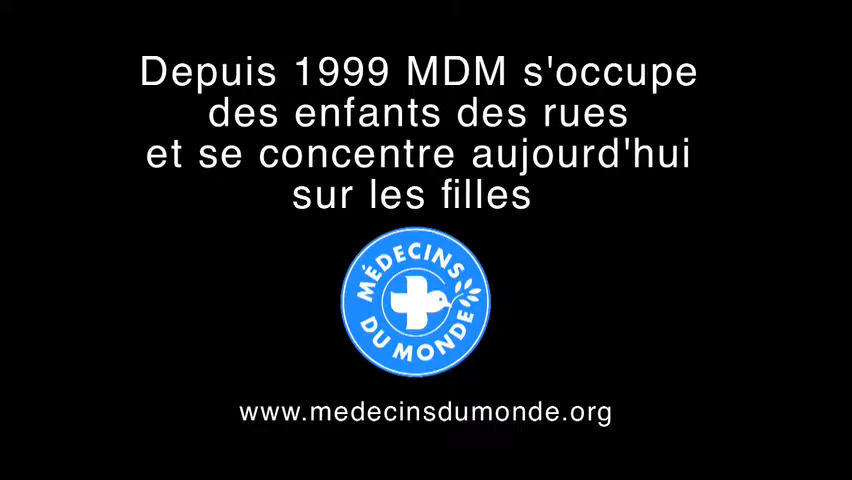 Depuis 1999 MDM s'occupe
des enfants des rues
et se concentre aujourd'hui
sur les filles
MÉDECINS
DU MONDE
www.medecinsdumonde.org